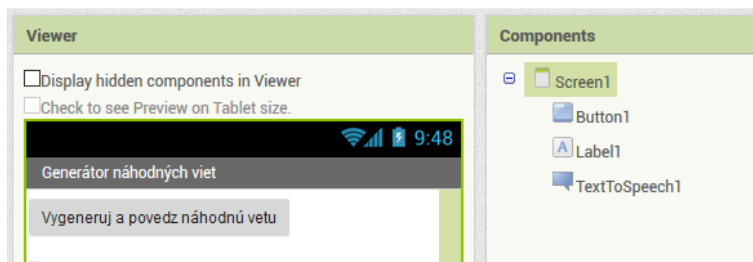 Viewer
Display hidden components in Viewer
Check to see Preview on Tablet size.
9:48
Generátor náhodných viet
Vygeneruj a povedz náhodnú vetu
Components
Screen1
Button1
A Label1
TextToSpeech1